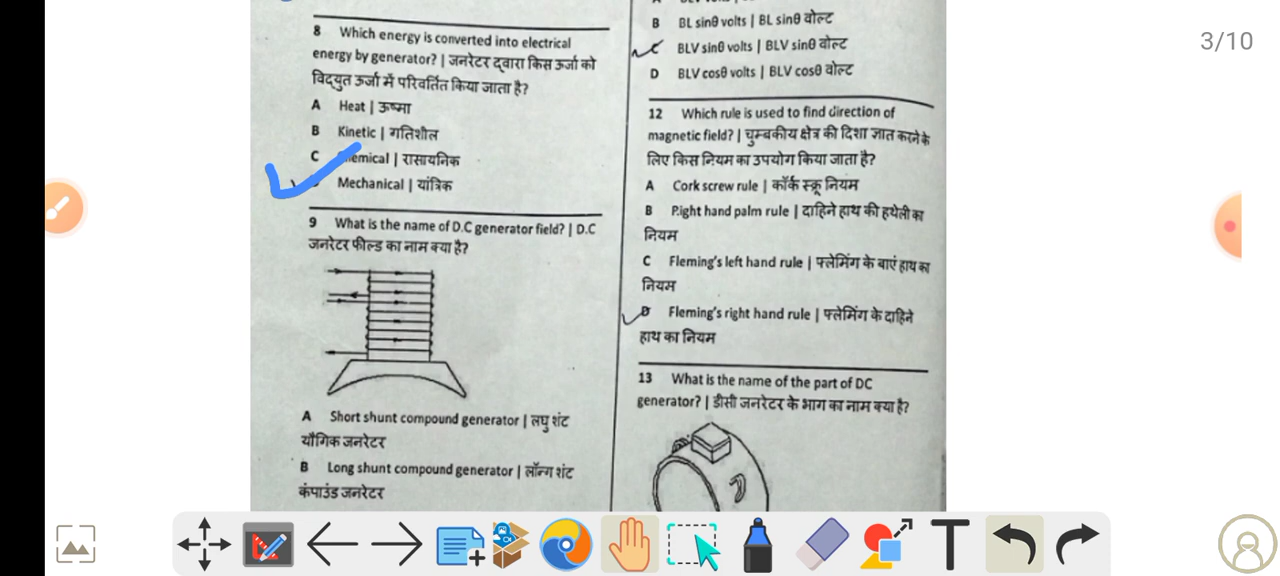 8 Which energy is converted into electrical
energy by generator? | जनरेटर द्वारा किस ऊर्जा को
विद्युत ऊर्जा में परिवर्तित किया जाता है?
A Heat | ऊष्मा
B Kinetic | गतिशील
C Chemical | रासायनिक
Mechanical | यांत्रिक
9 What is the name of D.C generator field? | D.C
जनरेटर फील्ड का नाम क्या है?
A Short shunt compound generator | लघु शंट
यौगिक जनरेटर
B Long shunt compound generator | लॉन्ग शंट
कंपाउंड जनरेटर
B BL sinθ volts | BL sinθ वोल्ट
C BLV sinθ volts | BLV sinθ वोल्ट
D BLV cosθ volts | BLV cosθ वोल्ट
12 Which rule is used to find direction of
magnetic field? | चुम्बकीय क्षेत्र की दिशा ज्ञात करने के
लिए किस नियम का उपयोग किया जाता है?
A Cork screw rule | कॉर्क स्क्रू नियम
B Right hand palm rule | दाहिने हाथ की हथेली का
नियम
C Fleming's left hand rule | फ्लेमिंग के बाएं हाथ का
नियम
D Fleming's right hand rule | फ्लेमिंग के दाहिने
हाथ का नियम
13 What is the name of the part of DC
generator? | डीसी जनरेटर के भाग का नाम क्या है?
3/10
T